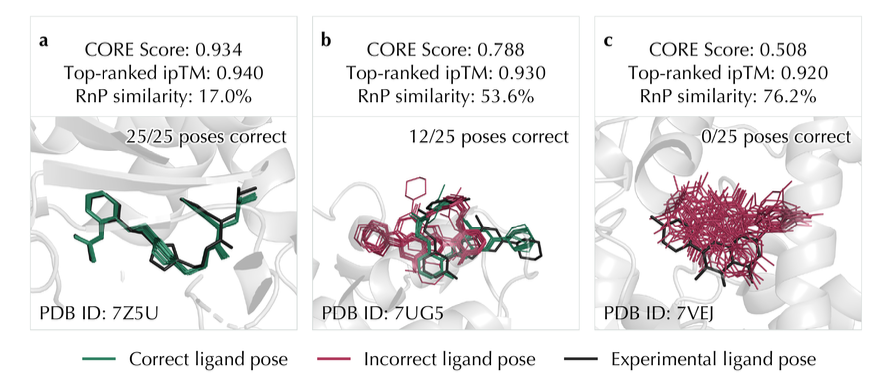 a
CORE Score: 0.934
Top-ranked ipTM: 0.940
RnP similarity: 17.0%
25/25 poses correct
PDB ID: 7Z5U
b
CORE Score: 0.788
Top-ranked ipTM: 0.930
RnP similarity: 53.6%
12/25 poses correct
PDB ID: 7UG5
c
CORE Score: 0.508
Top-ranked ipTM: 0.920
RnP similarity: 76.2%
0/25 poses correct
PDB ID: 7VEJ
Correct ligand pose
Incorrect ligand pose
Experimental ligand pose